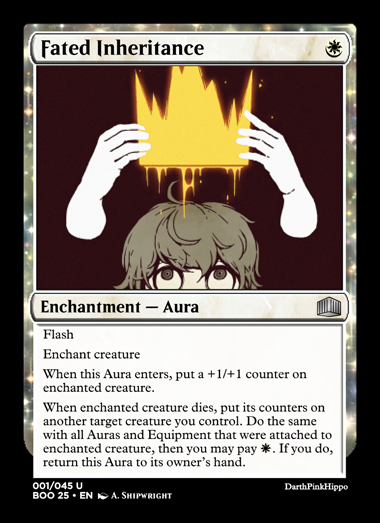 Fated Inheritance
Enchantment — Aura
Flash
Enchant creature
When this Aura enters, put a +1/+1 counter on
enchanted creature.
When enchanted creature dies, put its counters on
another target creature you control. Do the same
with all Auras and Equipment that were attached to
enchanted creature, then you may pay. If you do,
return this Aura to its owner's hand.
001/045 U
BOO 25 • EN A. Shipwright
DarthPinkHippo